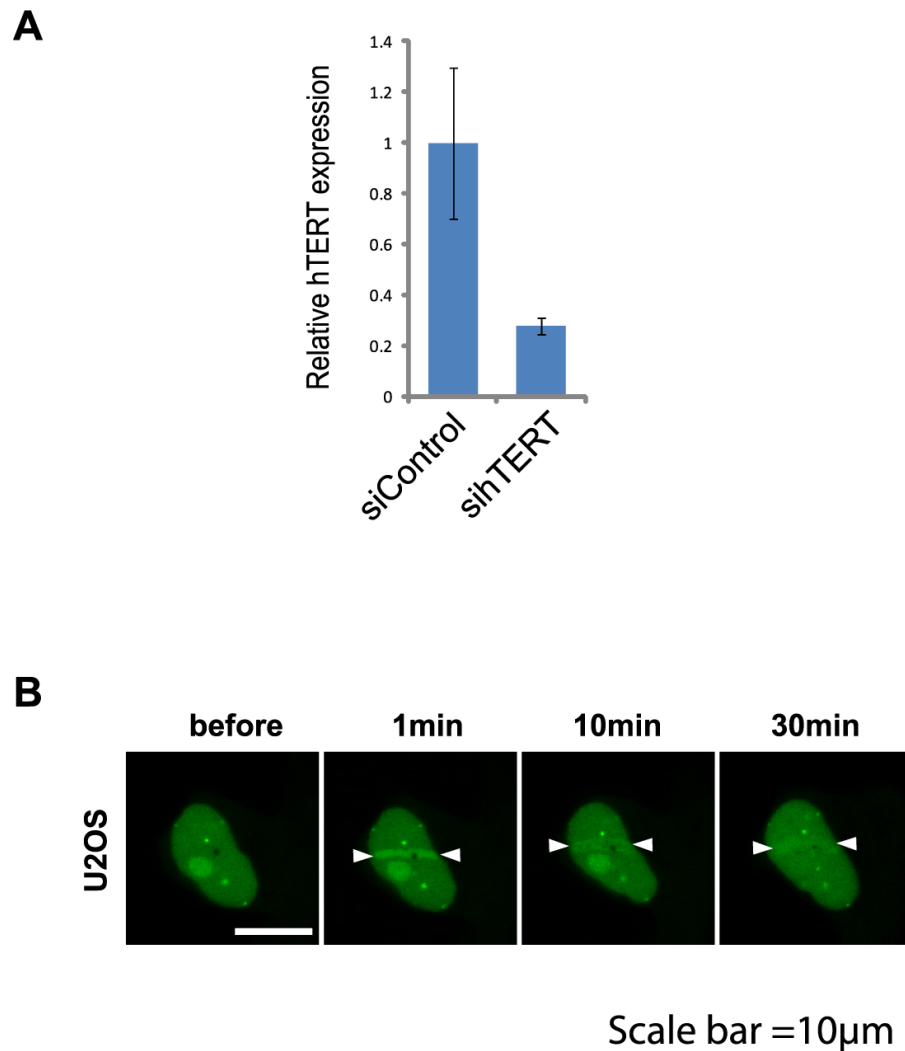 A
Relative hTERT expression
1.4
1.2
1
0.8
0.6
0.4
0.2
0
siControl
sihTERT
B
before
1min
10min
30min
U2OS
Scale bar =10µm